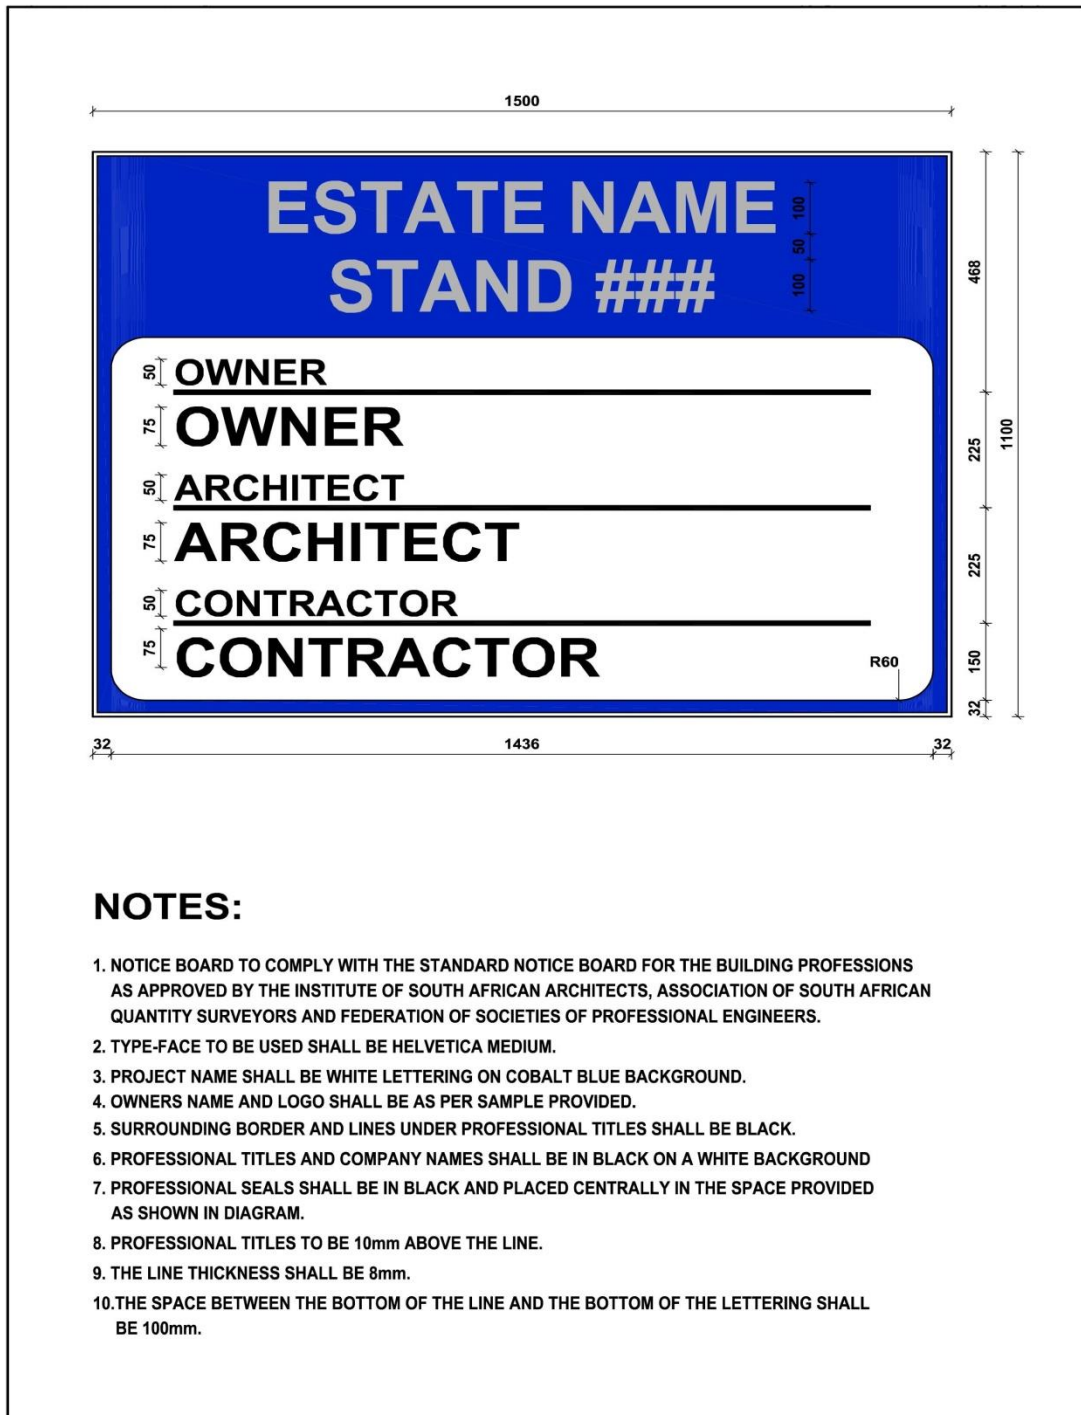 1500
ESTATE NAME
STAND ###
100
50
100
468
50
OWNER
75
OWNER
225
1100
50
ARCHITECT
75
ARCHITECT
225
50
CONTRACTOR
75
CONTRACTOR
R60
150
32
32
1436
32
NOTES:
1. NOTICE BOARD TO COMPLY WITH THE STANDARD NOTICE BOARD FOR THE BUILDING PROFESSIONS
AS APPROVED BY THE INSTITUTE OF SOUTH AFRICAN ARCHITECTS, ASSOCIATION OF SOUTH AFRICAN
QUANTITY SURVEYORS AND FEDERATION OF SOCIETIES OF PROFESSIONAL ENGINEERS.
2. TYPE-FACE TO BE USED SHALL BE HELVETICA MEDIUM.
3. PROJECT NAME SHALL BE WHITE LETTERING ON COBALT BLUE BACKGROUND.
4. OWNERS NAME AND LOGO SHALL BE AS PER SAMPLE PROVIDED.
5. SURROUNDING BORDER AND LINES UNDER PROFESSIONAL TITLES SHALL BE BLACK.
6. PROFESSIONAL TITLES AND COMPANY NAMES SHALL BE IN BLACK ON A WHITE BACKGROUND
7. PROFESSIONAL SEALS SHALL BE IN BLACK AND PLACED CENTRALLY IN THE SPACE PROVIDED
AS SHOWN IN DIAGRAM.
8. PROFESSIONAL TITLES TO BE 10mm ABOVE THE LINE.
9. THE LINE THICKNESS SHALL BE 8mm.
10.THE SPACE BETWEEN THE BOTTOM OF THE LINE AND THE BOTTOM OF THE LETTERING SHALL
BE 100mm.